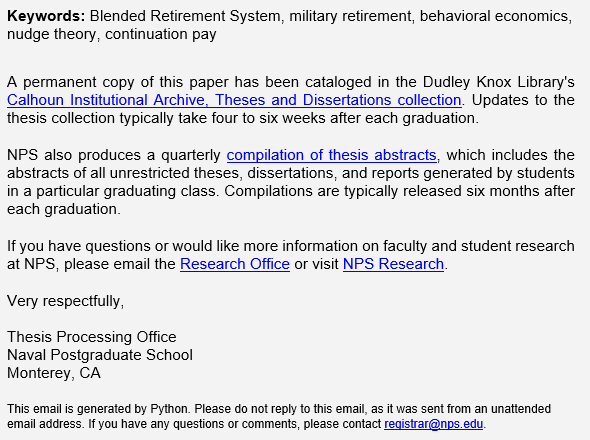 Keywords: Blended Retirement System, military retirement, behavioral economics,
nudge theory, continuation pay
A permanent copy of this paper has been cataloged in the Dudley Knox Library's
Calhoun Institutional Archive, Theses and Dissertations collection. Updates to the
thesis collection typically take four to six weeks after each graduation.
NPS also produces a quarterly compilation of thesis abstracts, which includes the
abstracts of all unrestricted theses, dissertations, and reports generated by students
in a particular graduating class. Compilations are typically released six months after
each graduation.
If you have questions or would like more information on faculty and student research
at NPS, please email the Research Office or visit NPS Research.
Very respectfully,
Thesis Processing Office
Naval Postgraduate School
Monterey, CA
This email is generated by Python. Please do not reply to this email, as it was sent from an unattended
email address. If you have any questions or comments, please contact registrar@nps.edu.